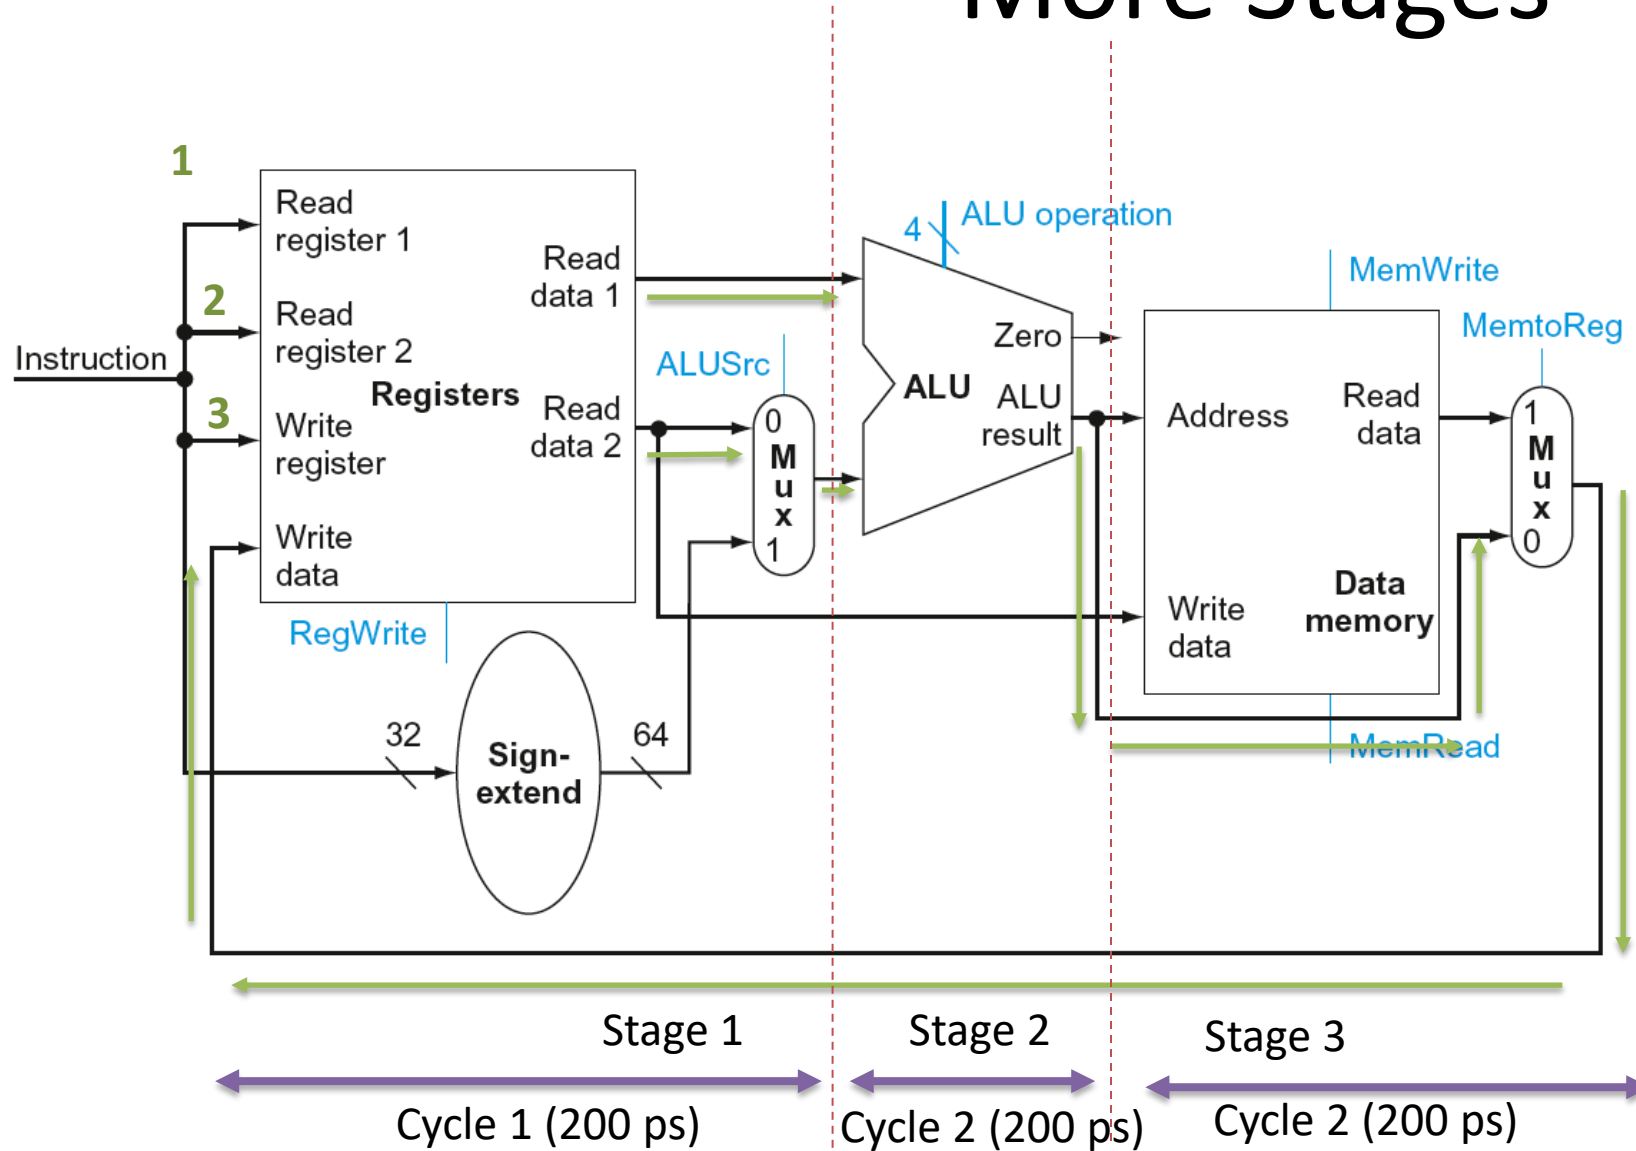 More Stages
1
Read
register 1
2
Read
register 2
Instruction
3
Write
register
Write
data
Registers
Read
data 1
Read
data 2
RegWrite
ALUSrc
0
M
u
x
1
32
Sign-
extend
64
4
ALU operation
Zero
ALU
ALU
result
MemWrite
MemtoReg
Address
Read
data
Write
data
Data
memory
MemRead
1
M
u
x
0
Stage 1
Stage 2
Stage 3
Cycle 1 (200 ps)
Cycle 2 (200 ps)
Cycle 2 (200 ps)